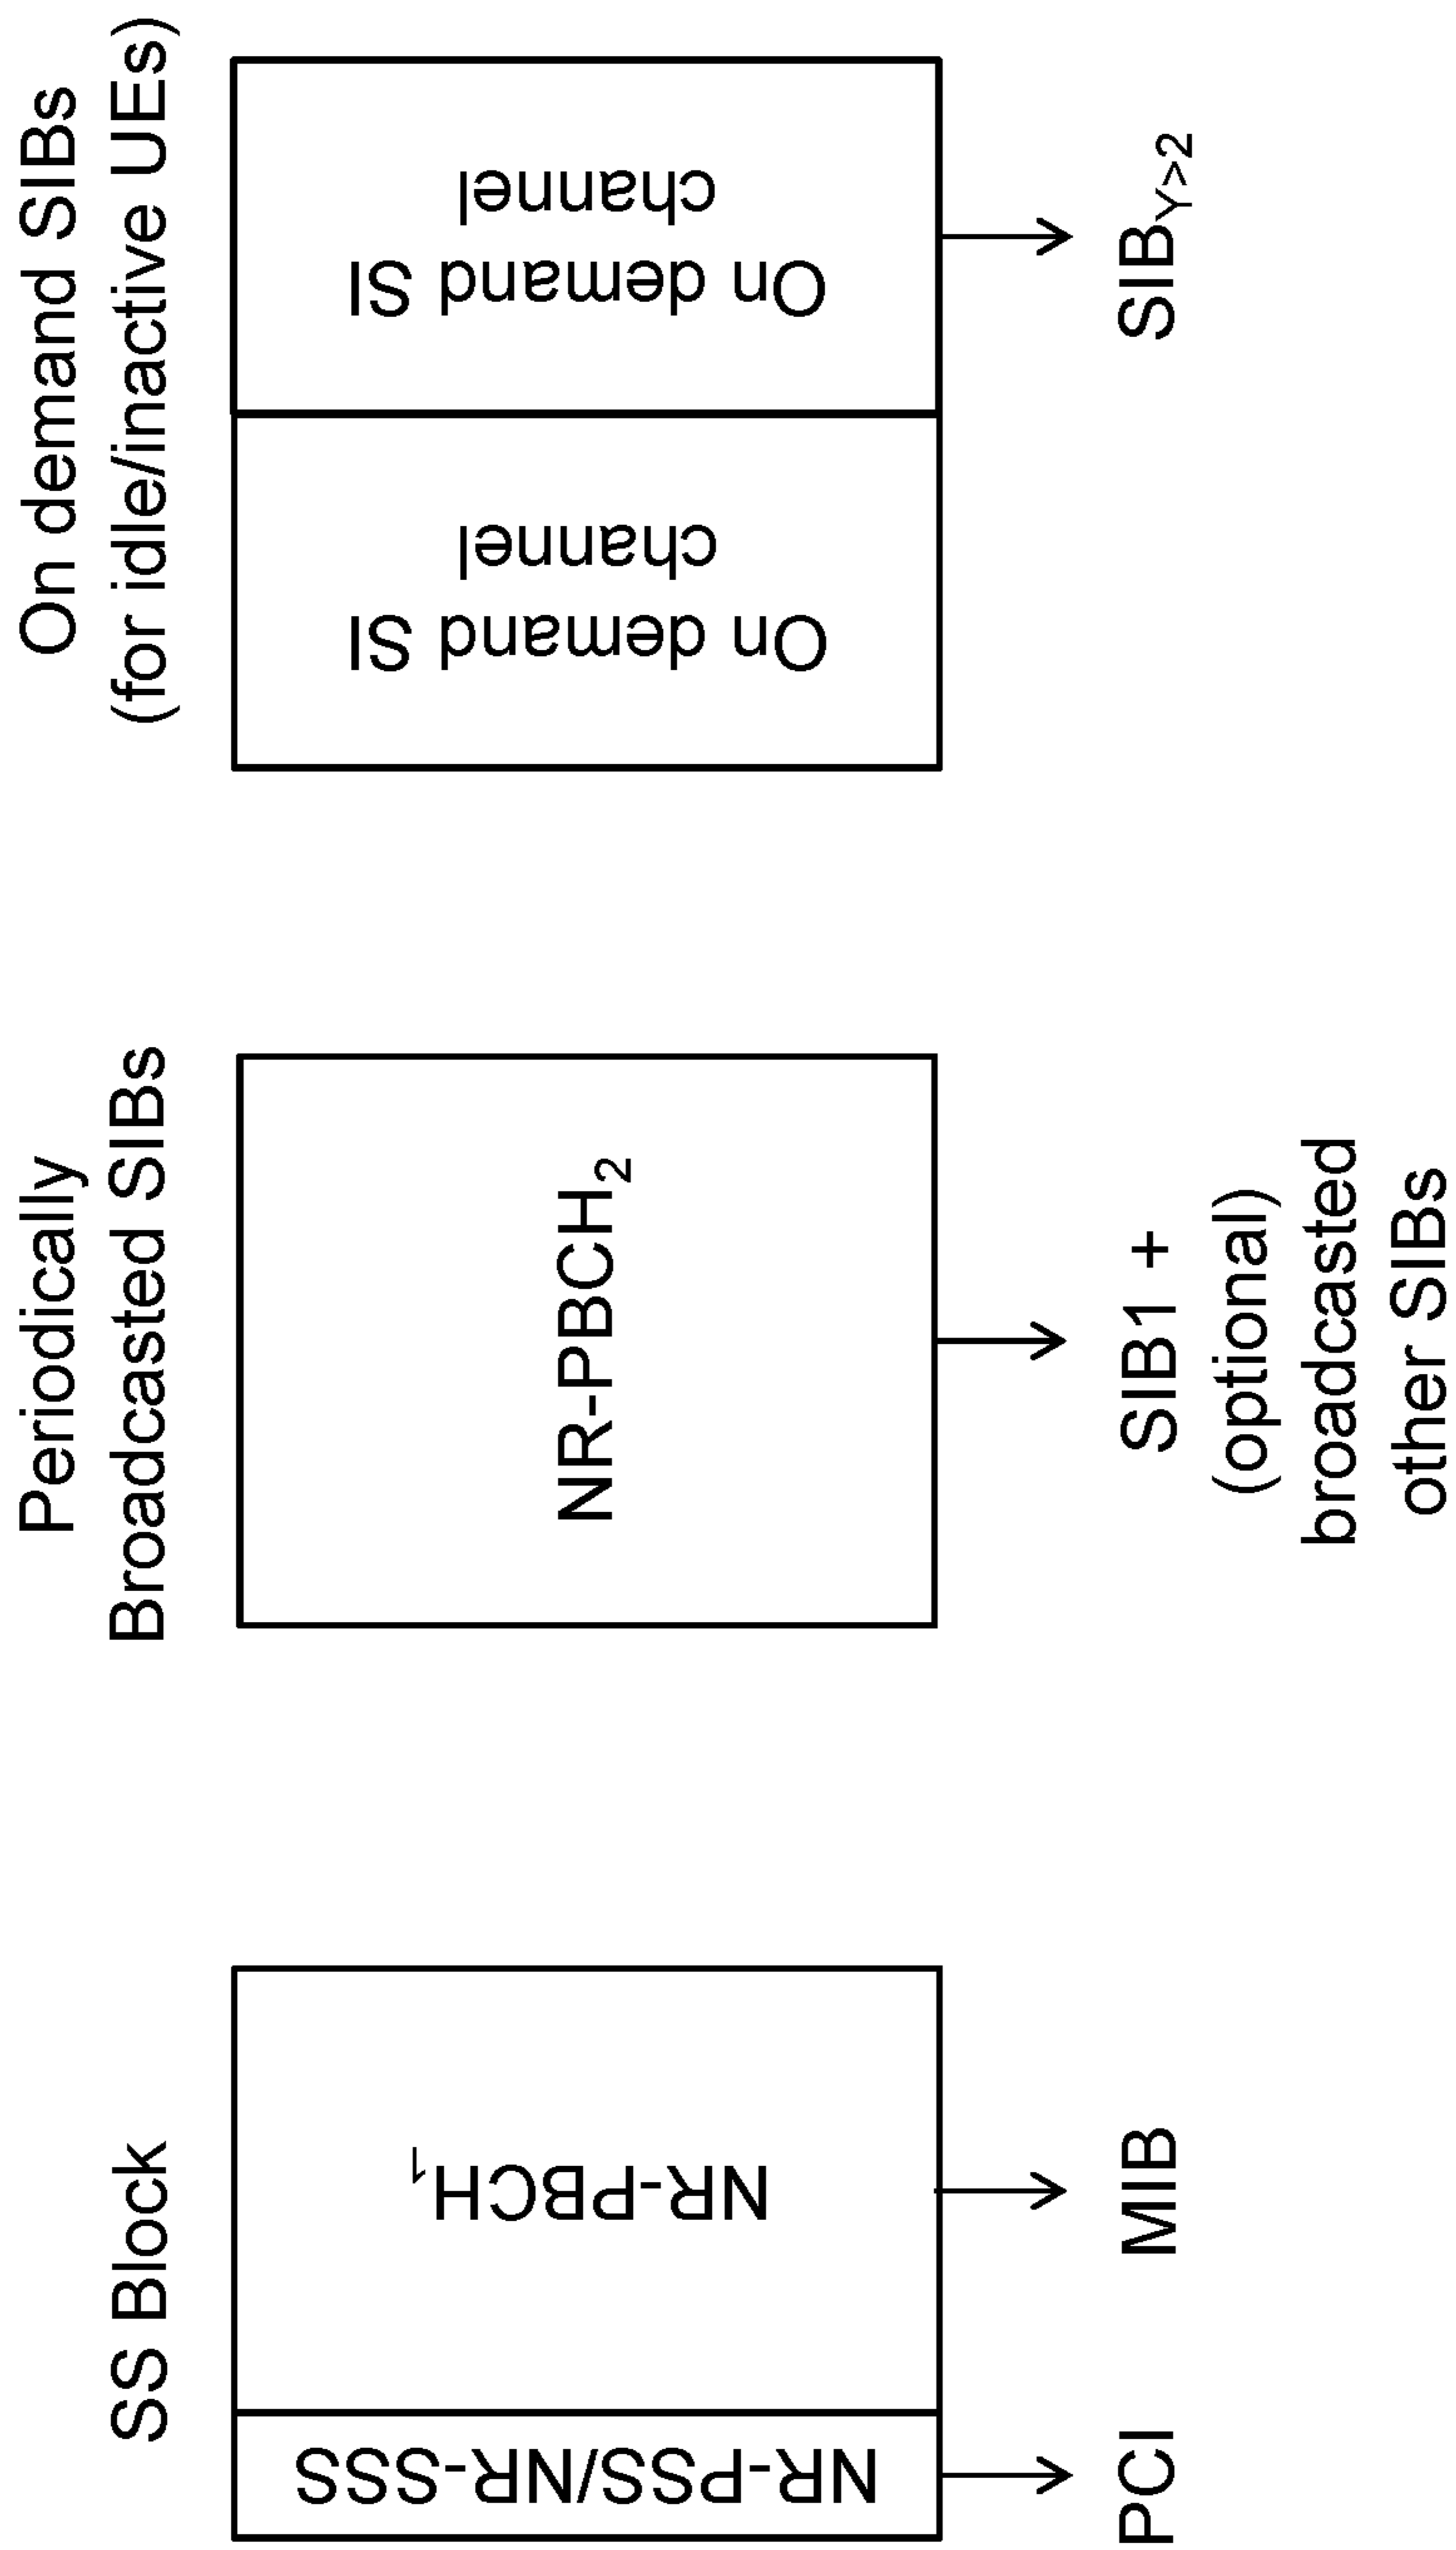 SS Block
NR-PSS/NR-SSS
NR-PBCH1
PCI
MIB
Periodically
Broadcasted SIBs
NR-PBCH2
SIB1 +
(optional)
broadcasted
other SIBs
On demand SIBs
(for idle/inactive UEs)
On demand SI
channel
On demand SI
channel
SIBY>2